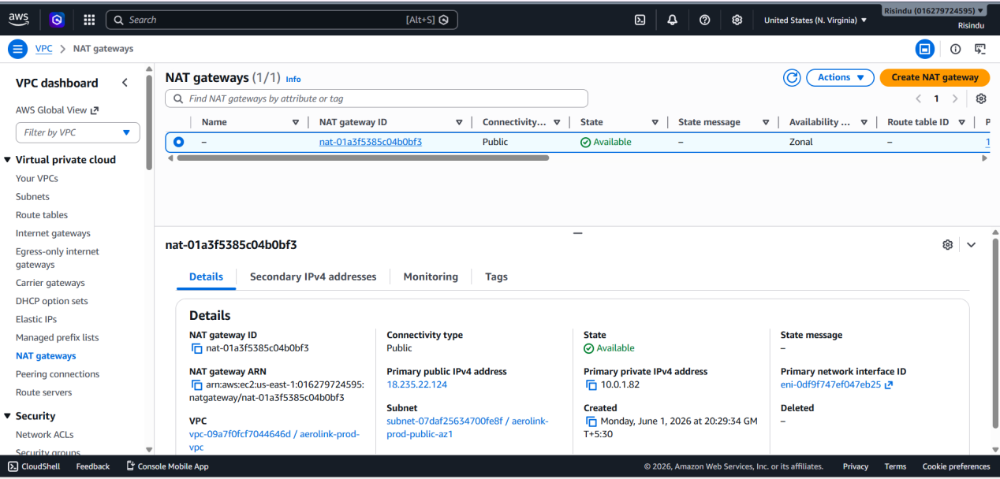 aws
Search
[Alt+S]
United States (N. Virginia)
Risindu (016279724595)
Risindu
VPC
NAT gateways
VPC dashboard
AWS Global View
Filter by VPC
Virtual private cloud
Your VPCs
Subnets
Route tables
Internet gateways
Egress-only internet
gateways
Carrier gateways
DHCP option sets
Elastic IPs
Managed prefix lists
NAT gateways
Peering connections
Route servers
Security
Network ACLs
Security groups
NAT gateways (1/1) Info
Actions
Create NAT gateway
Find NAT gateways by attribute or tag
1
Name NAT gateway ID Connectivity... State State message Availability ... Route table ID P
– nat-01a3f5385c04b0bf3 Public Available – Zonal – 1
nat-01a3f5385c04b0bf3
Details Secondary IPv4 addresses Monitoring Tags
Details
NAT gateway ID
nat-01a3f5385c04b0bf3
NAT gateway ARN
arn:aws:ec2:us-east-1:016279724595:
natgateway/nat-01a3f5385c04b0bf3
VPC
vpc-09a7f0fcf7044646d / aerolink-prod-
vpc
Connectivity type
Public
Primary public IPv4 address
18.235.22.124
Subnet
subnet-07daf25634700fe8f / aerolink-
prod-public-az1
State
Available
Primary private IPv4 address
10.0.1.82
Created
Monday, June 1, 2026 at 20:29:34 GM
T+5:30
State message
–
Primary network interface ID
eni-0df9f747ef047eb25
Deleted
–
CloudShell Feedback Console Mobile App
© 2026, Amazon Web Services, Inc. or its affiliates. Privacy Terms Cookie preferences